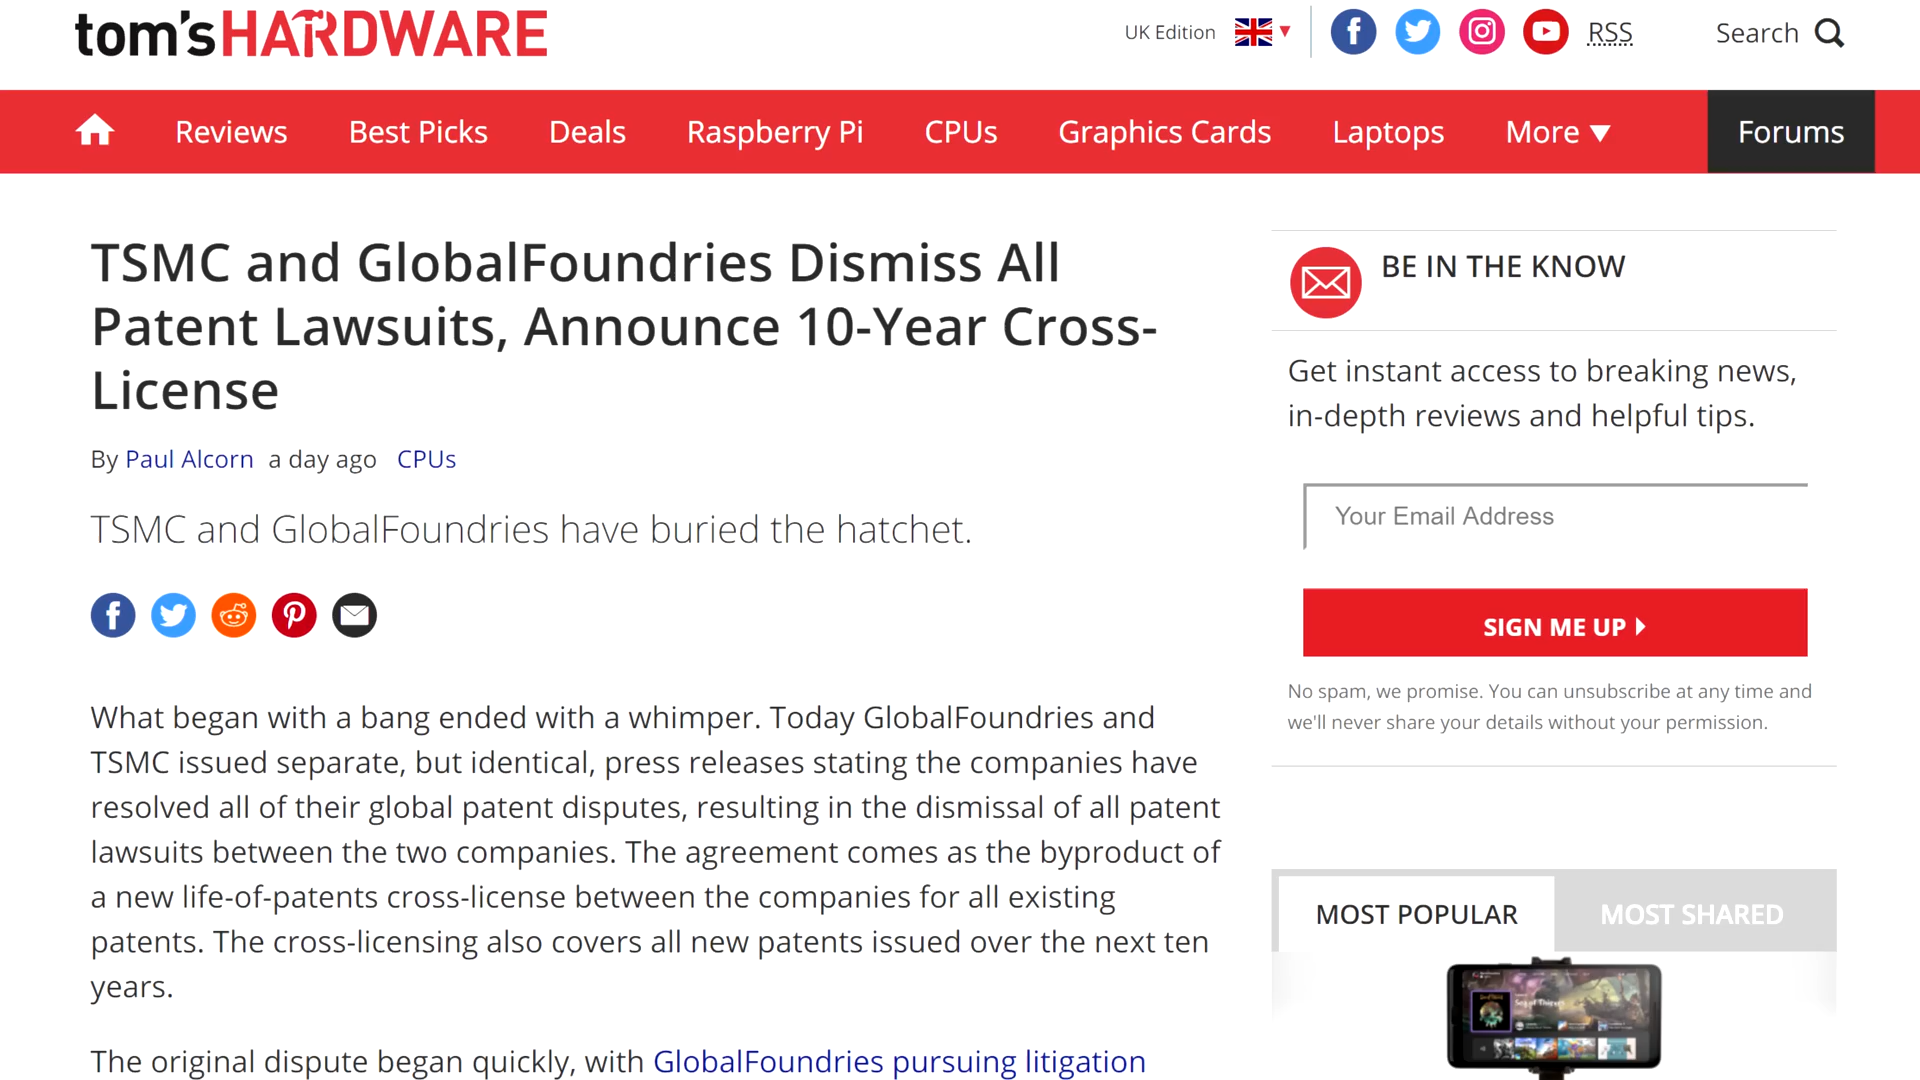 tom'sHARDWARE
UK Edition
RSS
Search
Reviews
Best Picks
Deals
Raspberry Pi
CPUs
Graphics Cards
Laptops
More
Forums
TSMC and GlobalFoundries Dismiss All
Patent Lawsuits, Announce 10-Year Cross-
License
By Paul Alcorn a day ago CPUs
TSMC and GlobalFoundries have buried the hatchet.
What began with a bang ended with a whimper. Today GlobalFoundries and
TSMC issued separate, but identical, press releases stating the companies have
resolved all of their global patent disputes, resulting in the dismissal of all patent
lawsuits between the two companies. The agreement comes as the byproduct of
a new life-of-patents cross-license between the companies for all existing
patents. The cross-licensing also covers all new patents issued over the next ten
years.
The original dispute began quickly, with GlobalFoundries pursuing litigation
BE IN THE KNOW
Get instant access to breaking news,
in-depth reviews and helpful tips.
Your Email Address
SIGN ME UP
No spam, we promise. You can unsubscribe at any time and
we'll never share your details without your permission.
MOST POPULAR
MOST SHARED
Sea of Thieves